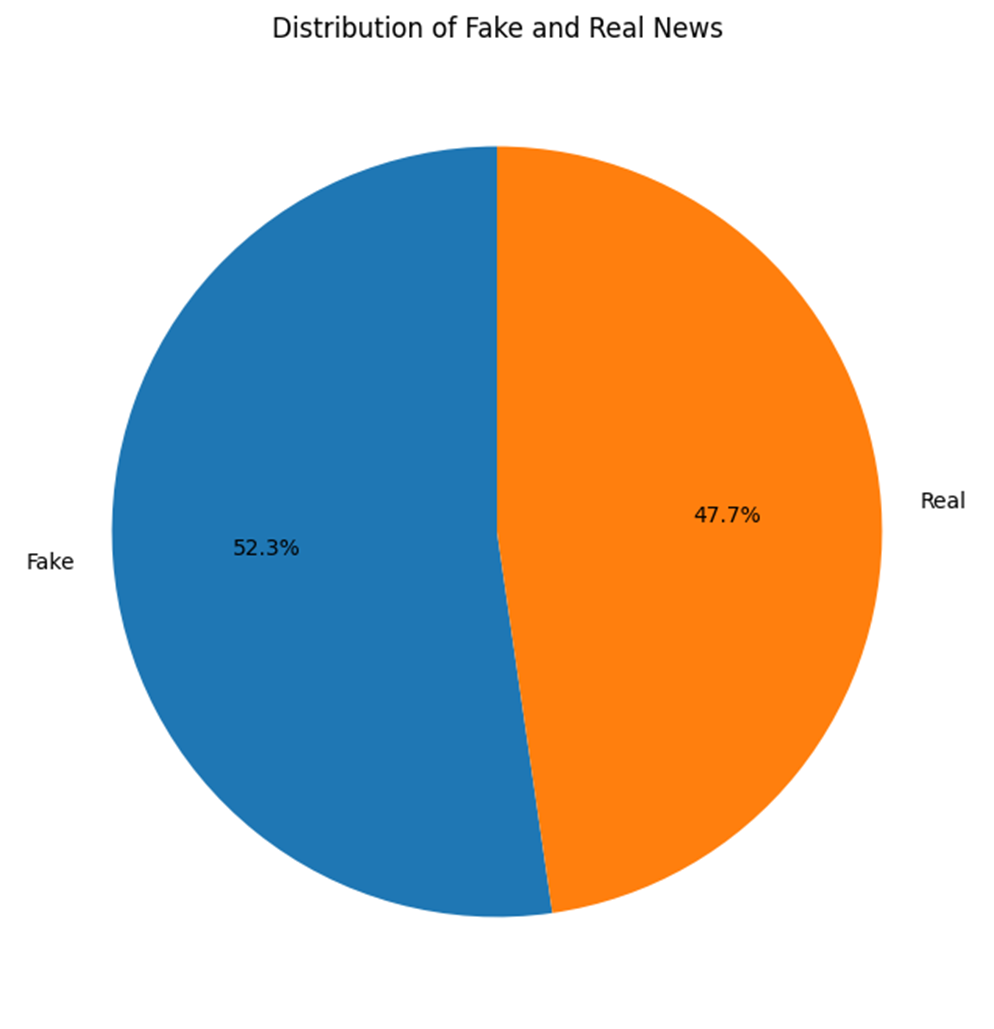 Distribution of Fake and Real News
Real
47.7%
52.3%
Fake